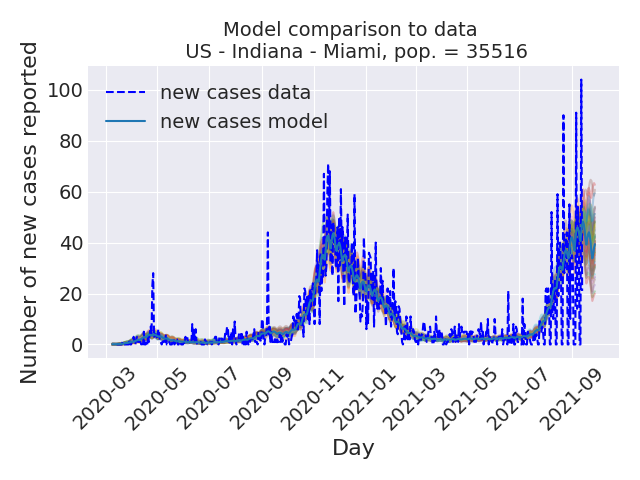 Model comparison to data
US - Indiana - Miami, pop. = 35516
Number of new cases reported
100
80
60
40
20
0
new cases data
new cases model
2020-03
2020-05
2020-07
2020-09
2020-11
2021-01
2021-03
2021-05
2021-07
2021-09
Day